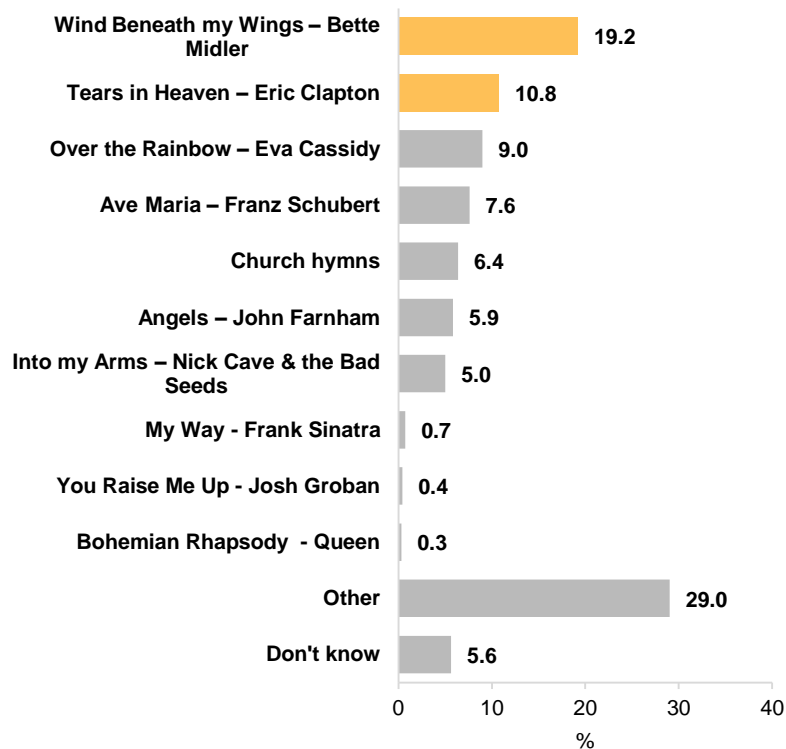 Wind Beneath my Wings – Bette
Midler
19.2
Tears in Heaven – Eric Clapton
10.8
Over the Rainbow – Eva Cassidy
9.0
Ave Maria – Franz Schubert
7.6
Church hymns
6.4
Angels – John Farnham
5.9
Into my Arms – Nick Cave & the Bad
Seeds
5.0
My Way - Frank Sinatra
0.7
You Raise Me Up - Josh Groban
0.4
Bohemian Rhapsody  - Queen
0.3
Other
29.0
Don't know
5.6
0 10 20 30 40
%